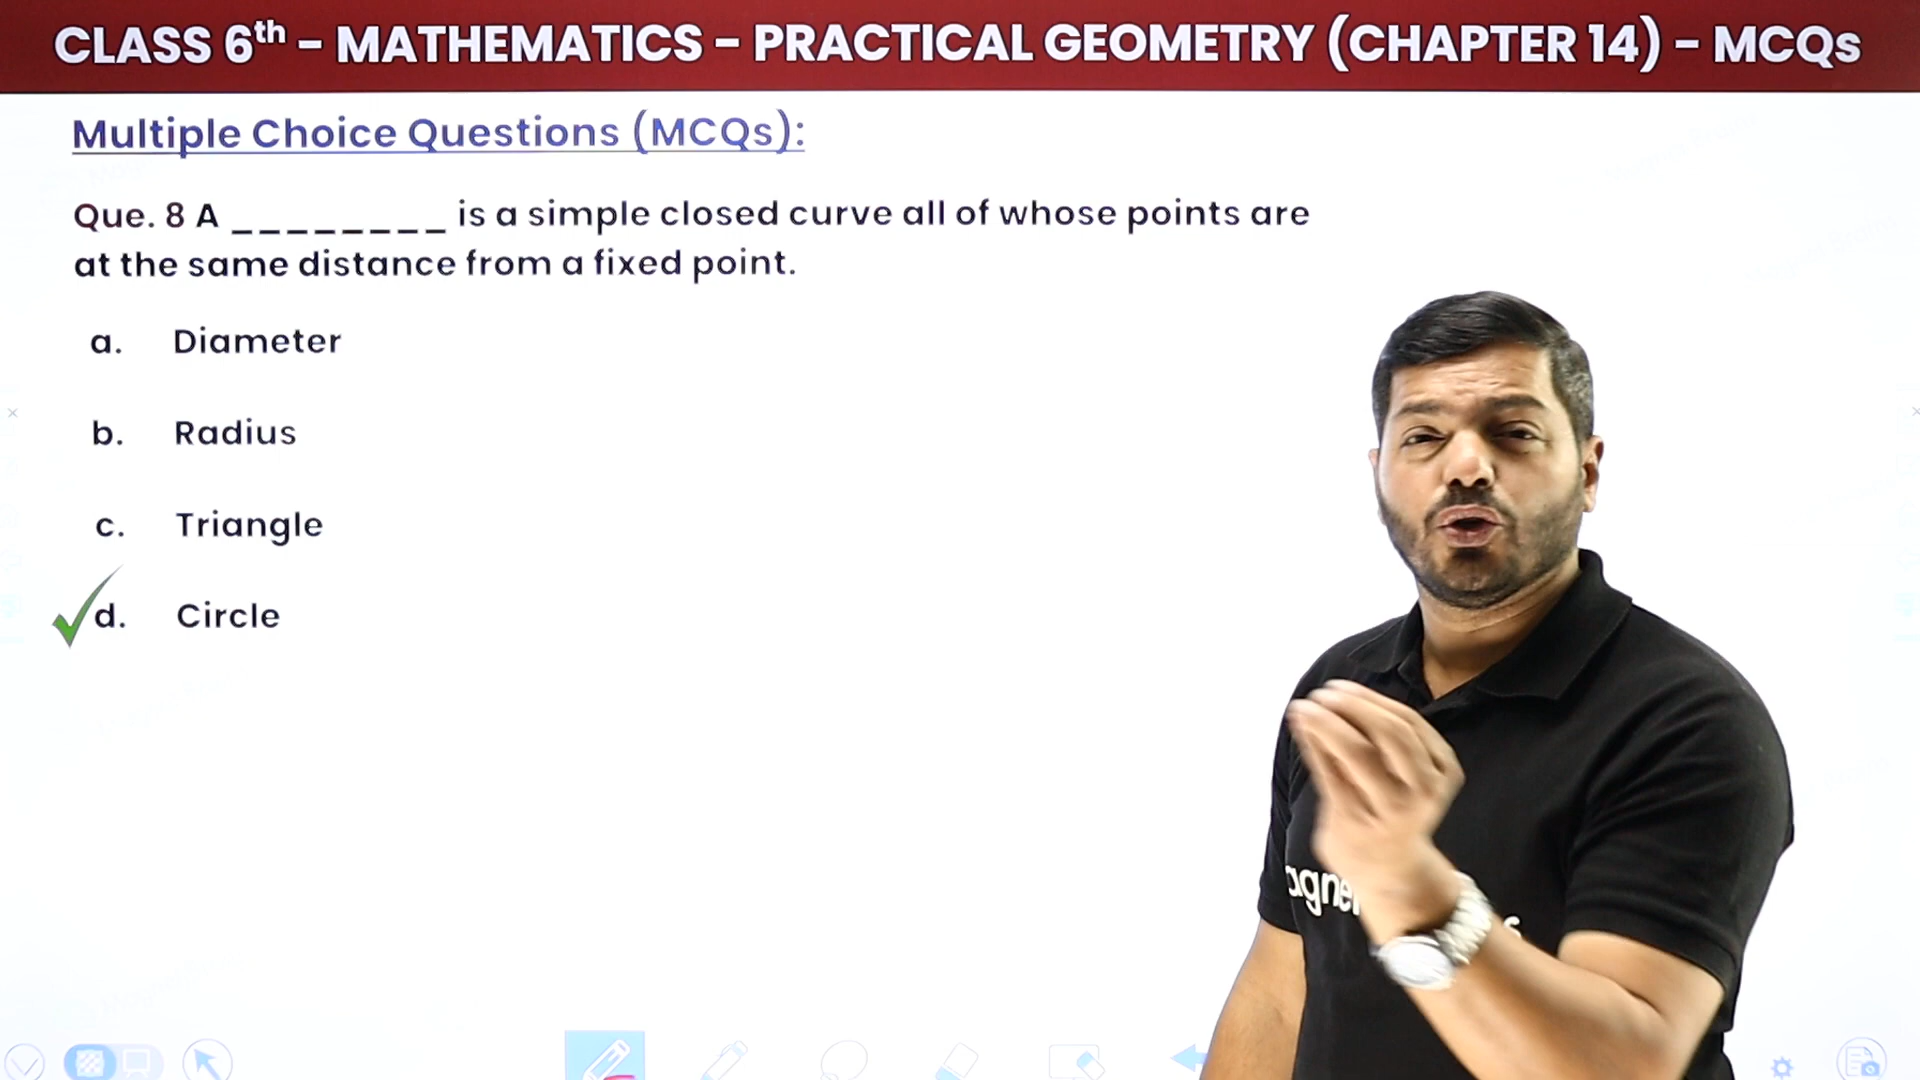 CLASS 6th – MATHEMATICS – PRACTICAL GEOMETRY (CHAPTER 14) – MCQs
Multiple Choice Questions (MCQs):
Que. 8 A ________ is a simple closed curve all of whose points are
at the same distance from a fixed point.
a. Diameter
b. Radius
c. Triangle
d. Circle